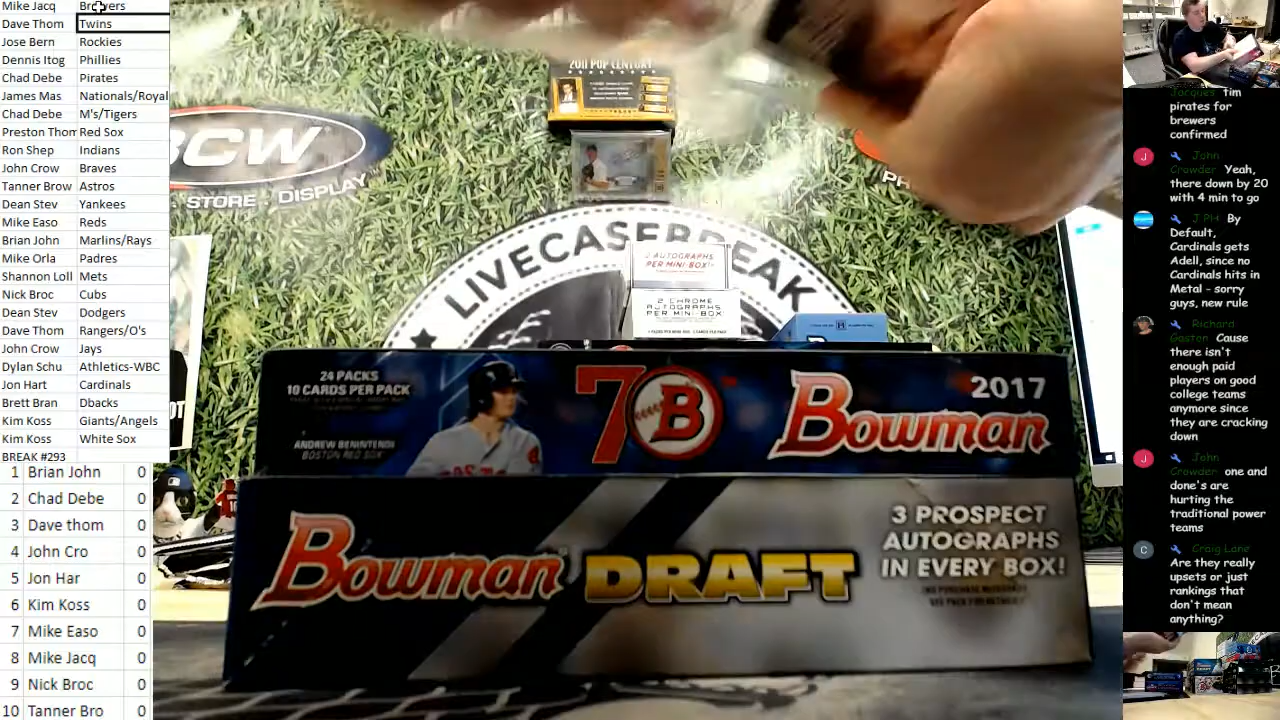 Mike Jacq Brewers
Dave Thom Twins
Jose Bern Rockies
Dennis Itog Phillies
Chad Debe Pirates
James Mas Nationals/Royal
Chad Debe M's/Tigers
Preston Thom Red Sox
Ron Shep Indians
John Crow Braves
Tanner Brow Astros
Dean Stev Yankees
Mike Easo Reds
Brian John Marlins/Rays
Mike Orla Padres
Shannon Loll Mets
Nick Broc Cubs
Dean Stev Dodgers
Dave Thom Rangers/O's
John Crow Jays
Dylan Schu Athletics-WBC
Jon Hart Cardinals
Brett Bran Dbacks
Kim Koss Giants/Angels
Kim Koss White Sox
BREAK #293
1 Brian John 0
2 Chad Debe 0
3 Dave thom 0
4 John Cro 0
5 Jon Har 0
6 Kim Koss 0
7 Mike Easo 0
8 Mike Jacq 0
9 Nick Broc 0
10 Tanner Bro 0
2011 POP CENTURY
BCW
STORE . DISPLAY
PR
LIVECASEBREAK
2 AUTOGRAPHS
PER MINI-BOX!
2 CHROME
AUTOGRAPHS
PER MINI-BOX
24 PACKS
10 CARDS PER PACK
ANDREW BENINTENDI
BOSTON RED SOX
70 B
2017
BOWMAN
BOWMAN DRAFT
3 PROSPECT
AUTOGRAPHS
IN EVERY BOX!
Jacques tim
pirates for
brewers
confirmed
J John
Crowder Yeah,
there down by 20
with 4 min to go
J PH By
Default,
Cardinals gets
Adell, since no
Cardinals hits in
Metal - sorry
guys, new rule
Richard
Gaston Cause
there isn't
enough paid
players on good
college teams
anymore since
they are cracking
down
J John
Crowder one and
done's are
hurting the
traditional power
teams
C Craig Lane
Are they really
upsets or just
rankings that
don't mean
anything?